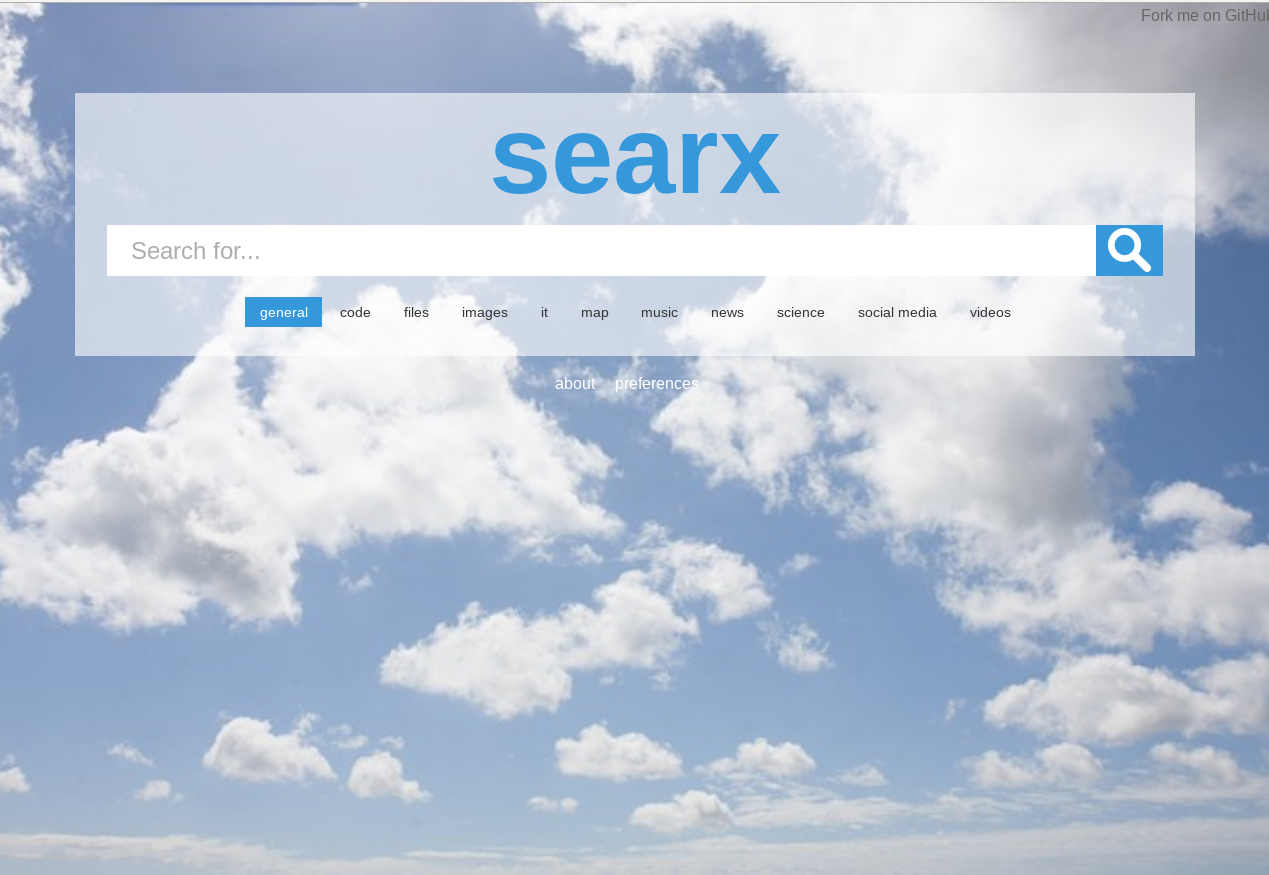 Fork me on GitHu
searx
Search for...
general code files images it map music news science social media videos
about preferences